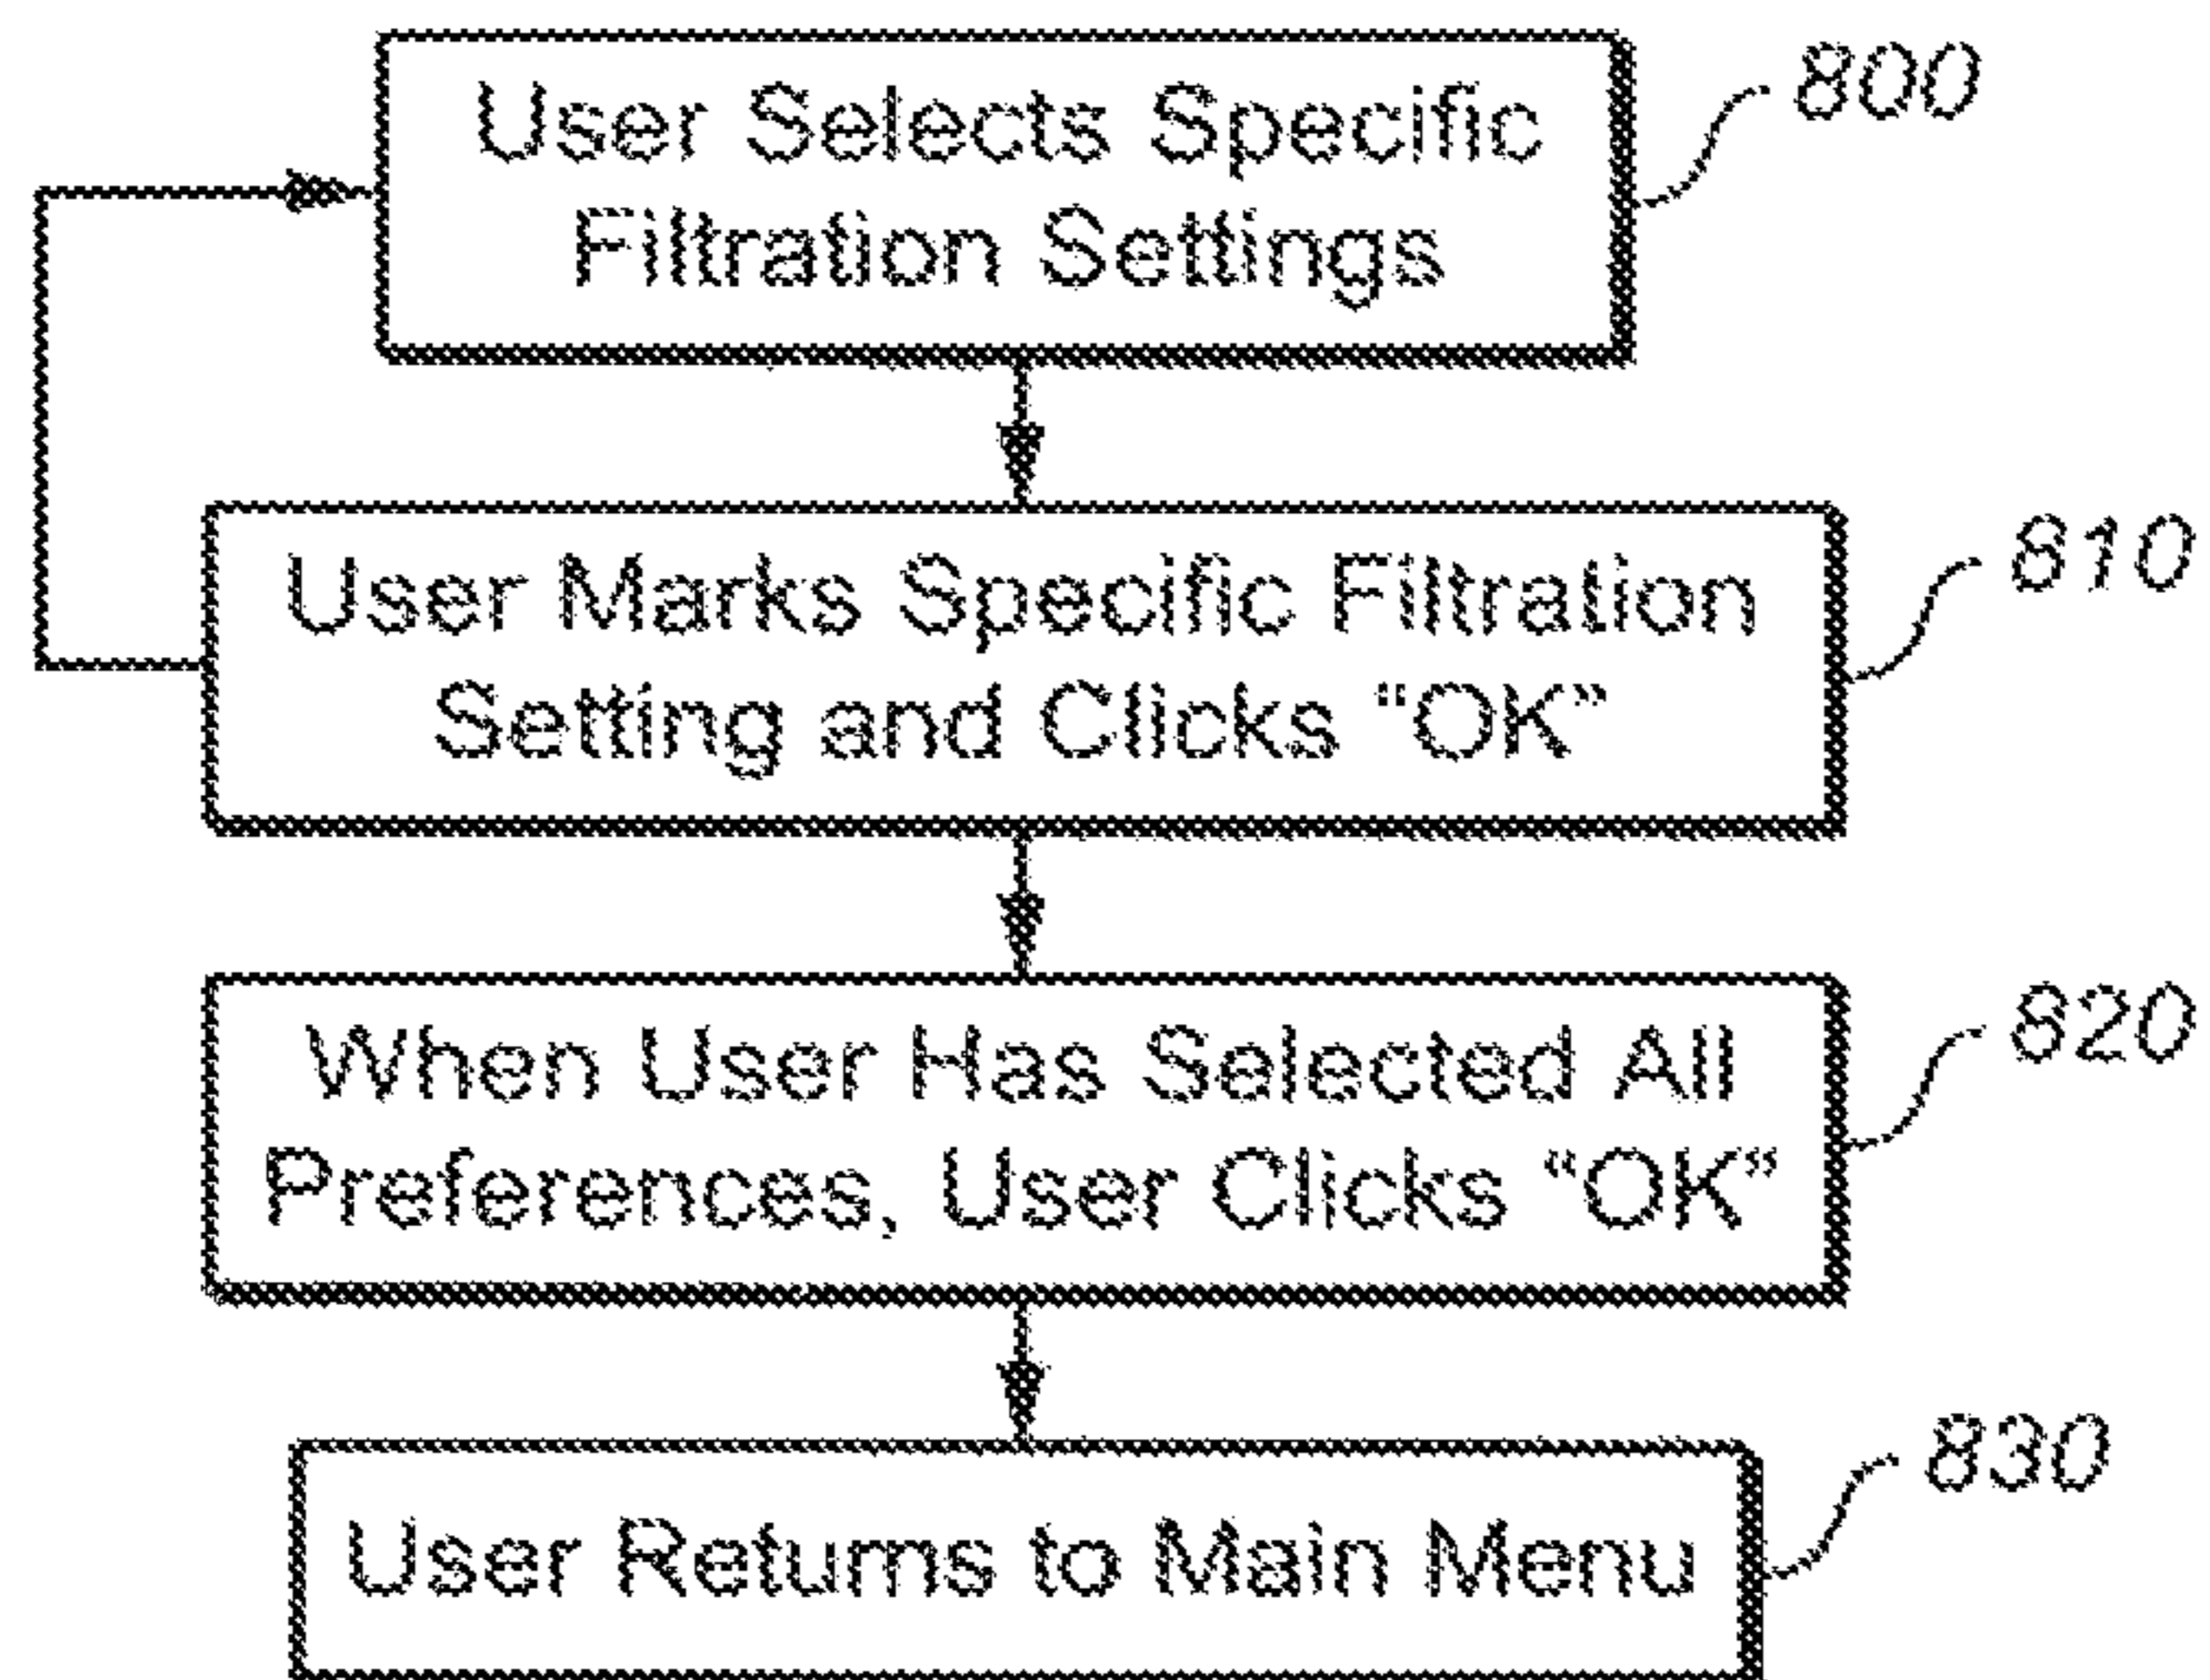 User Selects Specific
Filtration Settings
800
User Marks Specific Filtration
Setting and Clicks “OK”
810
When User Has Selected All
Preferences, User Clicks “OK”
820
User Returns to Main Menu
830